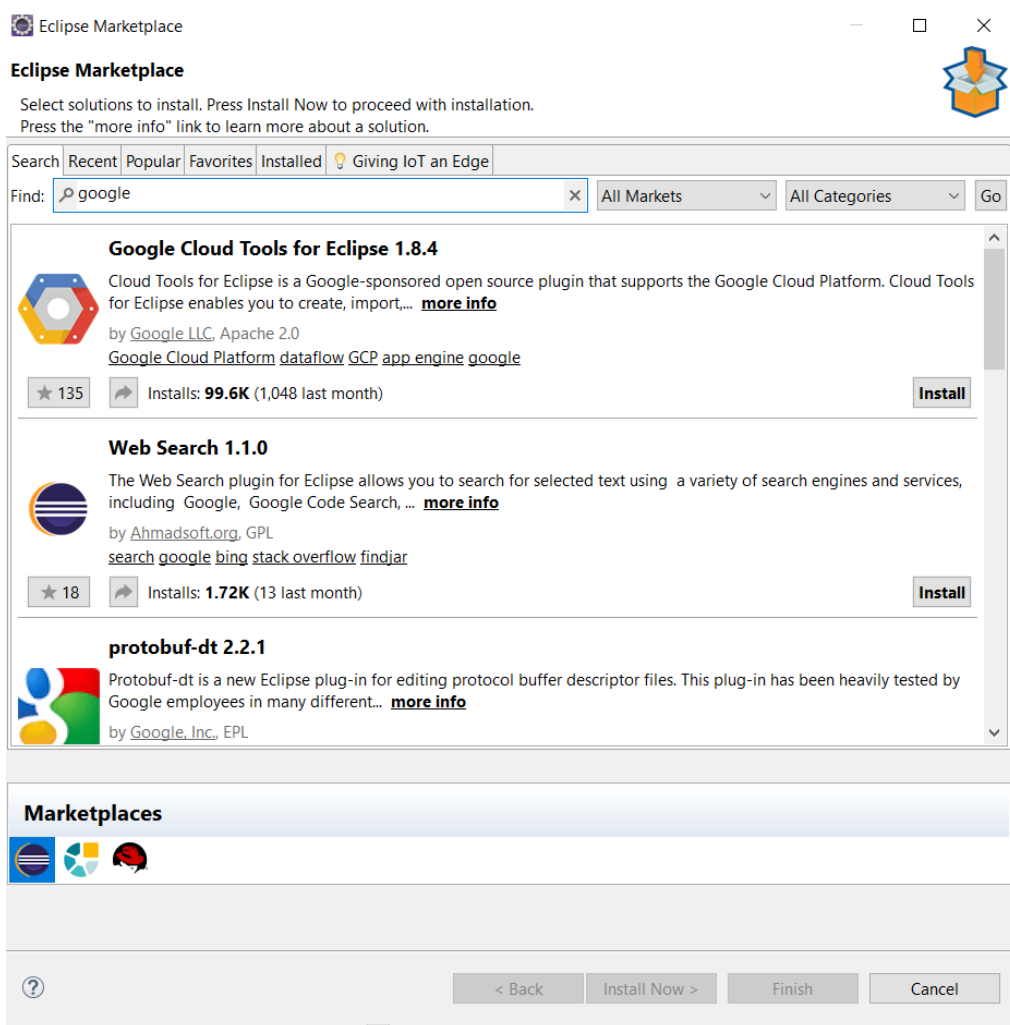 Eclipse Marketplace
Eclipse Marketplace
Select solutions to install. Press Install Now to proceed with installation.
Press the "more info" link to learn more about a solution.
Search Recent Popular Favorites Installed Giving IoT an Edge
Find: google All Markets All Categories Go
Google Cloud Tools for Eclipse 1.8.4
Cloud Tools for Eclipse is a Google-sponsored open source plugin that supports the Google Cloud Platform. Cloud Tools
for Eclipse enables you to create, import,... more info
by Google LLC, Apache 2.0
Google Cloud Platform dataflow GCP app engine google
135 Installs: 99.6K (1,048 last month) Install
Web Search 1.1.0
The Web Search plugin for Eclipse allows you to search for selected text using a variety of search engines and services,
including Google, Google Code Search, ... more info
by Ahmadsoft.org, GPL
search google bing stack overflow findjar
18 Installs: 1.72K (13 last month) Install
protobuf-dt 2.2.1
Protobuf-dt is a new Eclipse plug-in for editing protocol buffer descriptor files. This plug-in has been heavily tested by
Google employees in many different... more info
by Google, Inc., EPL
Marketplaces
? < Back Install Now > Finish Cancel